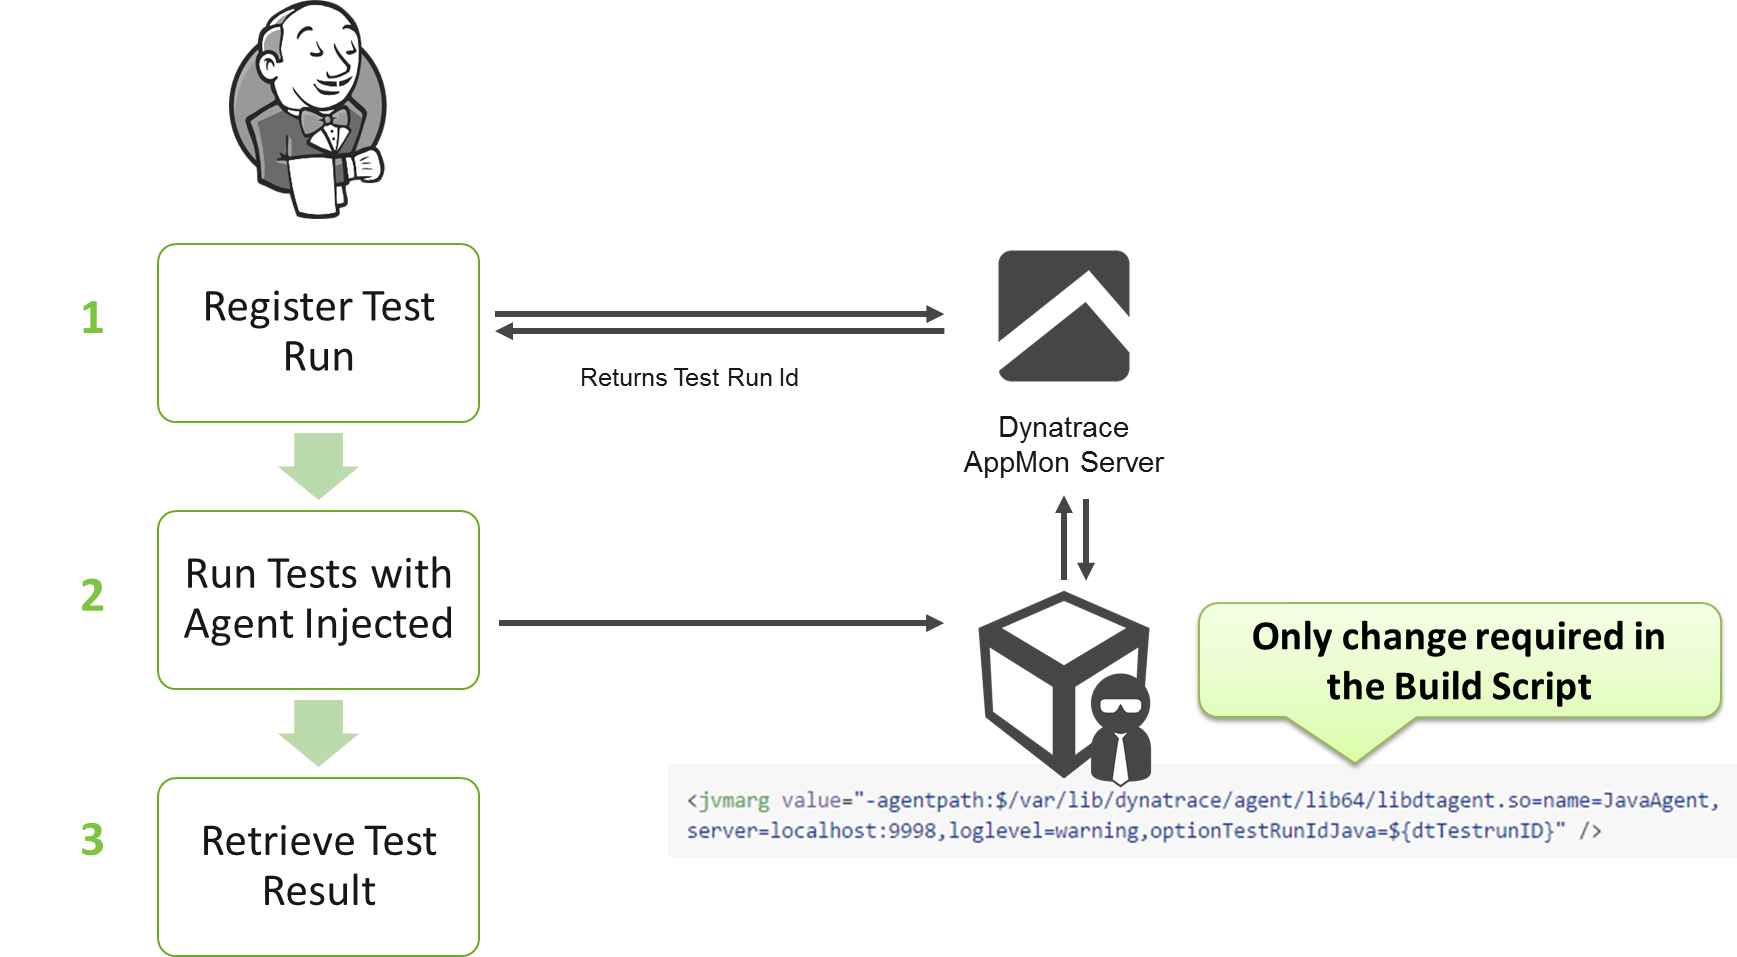 1
Register Test
Run
Returns Test Run Id
Dynatrace
AppMon Server
2
Run Tests with
Agent Injected
Only change required in
the Build Script
<jvmarg value="-agentpath:$/var/lib/dynatrace/agent/lib64/libdtagent.so=name=JavaAgent,
server=localhost:9998,loglevel=warning,optionTestRunIdJava=${dtTestrunID}" />
3
Retrieve Test
Result